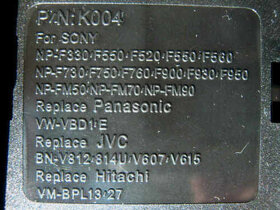 P/N:K004
For SONY
NP-F330/F550/F520/F550/F560
NP-F730/F750/F760/F900/F930/F950
NP-FM50/NP-FM70/NP-FM90
Replace Panasonic
VW-VBD1/E
Replace JVC
BN-V812/814U/V607/V615
Replace Hitachi
VM-BPL13/27